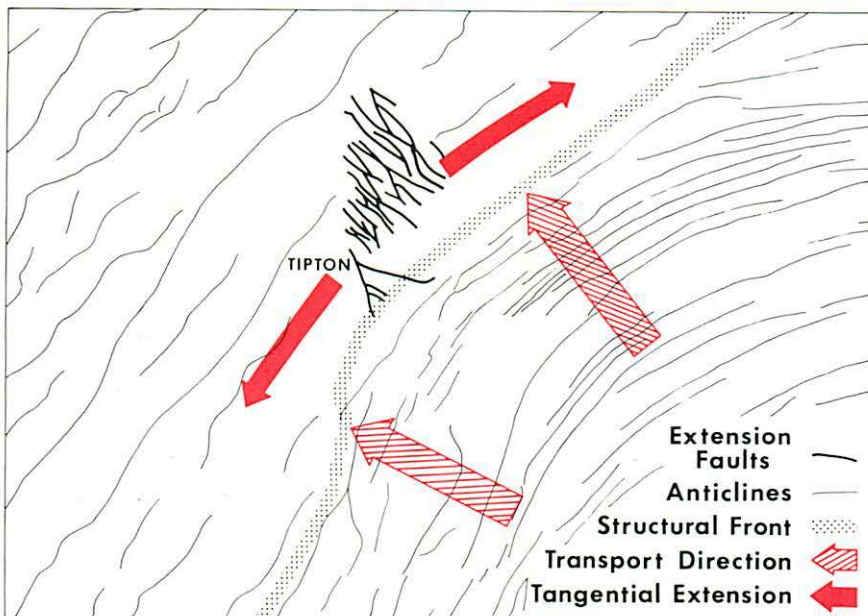 TIPTON
Extension
Faults
Anticlines
Structural Front
Transport Direction
Tangential Extension